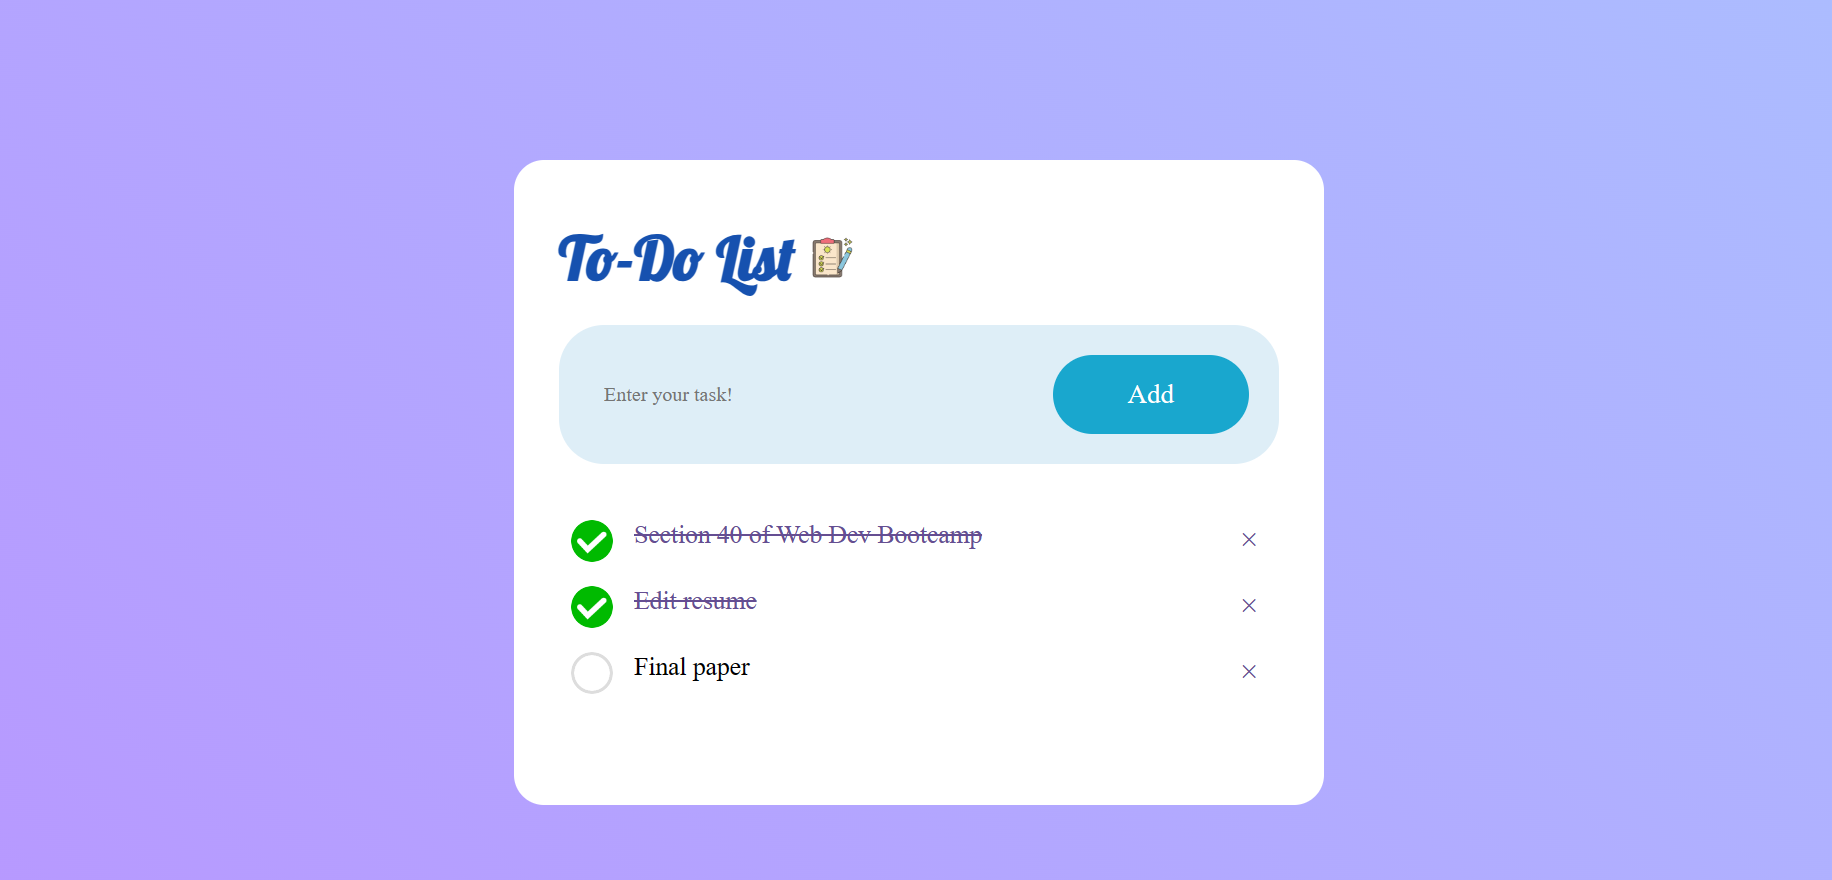 To-Do List
Enter your task!
Add
Section 40 of Web Dev Bootcamp
Edit resume
Final paper